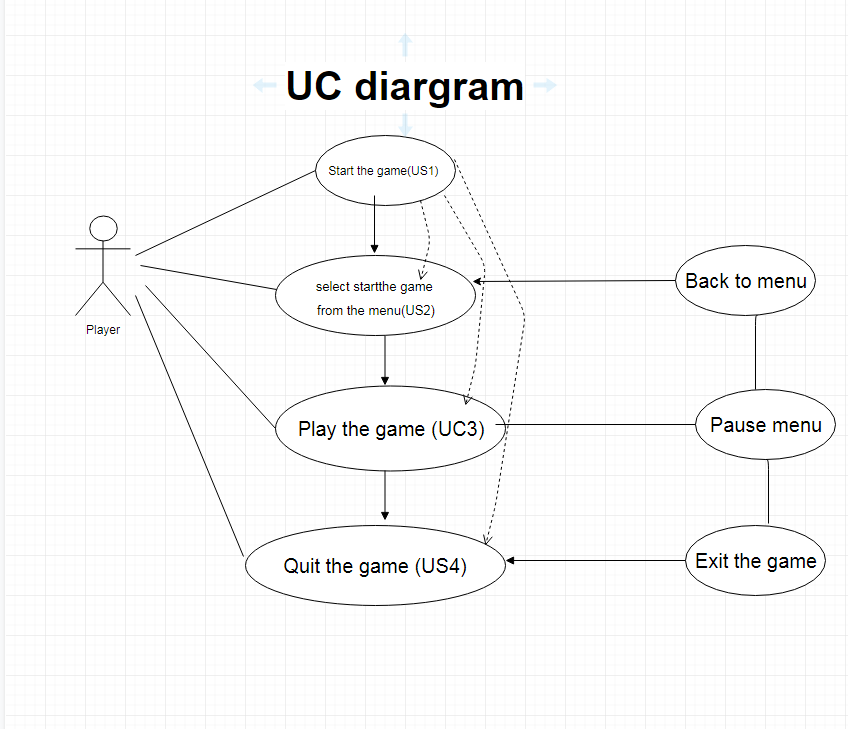 UC diargram
Start the game(US1)
select startthe game
from the menu(US2)
Back to menu
Player
Play the game (UC3)
Pause menu
Quit the game (US4)
Exit the game